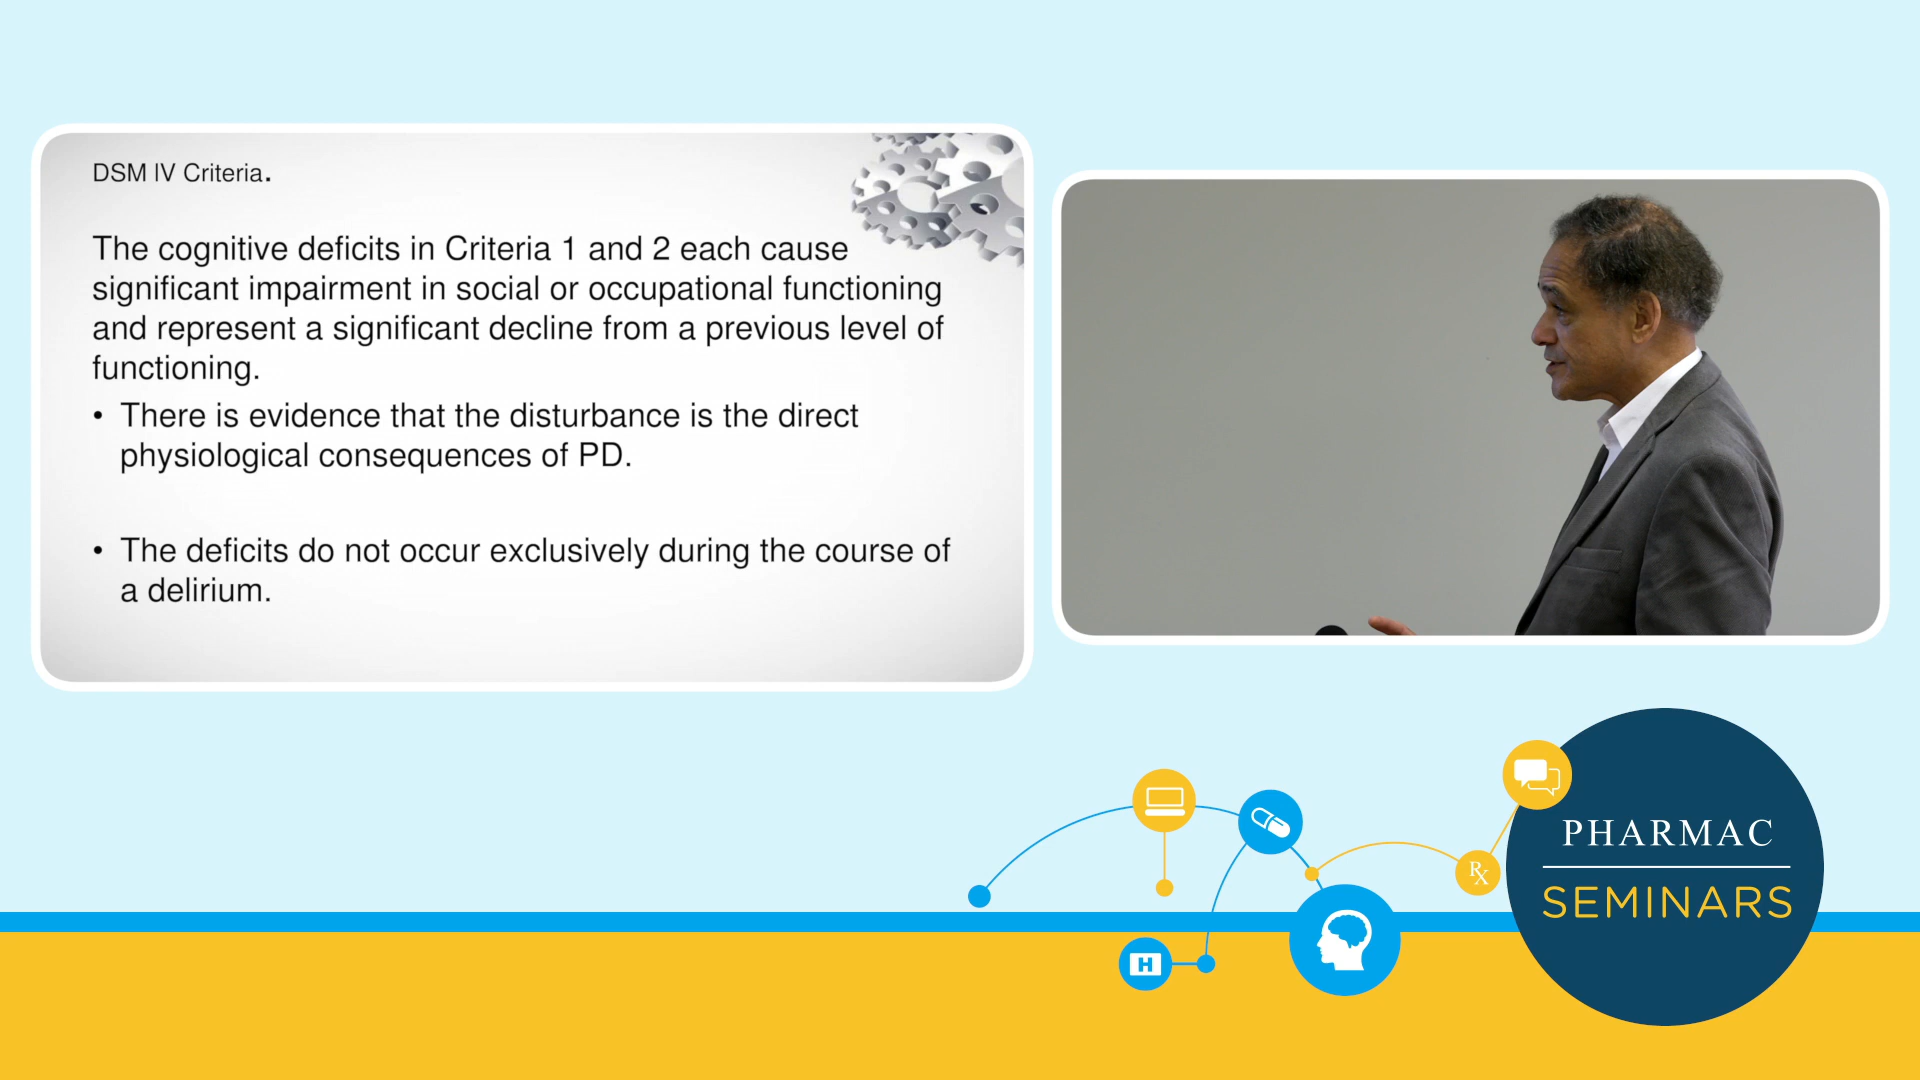 DSM IV Criteria.
The cognitive deficits in Criteria 1 and 2 each cause
significant impairment in social or occupational functioning
and represent a significant decline from a previous level of
functioning.
• There is evidence that the disturbance is the direct
physiological consequences of PD.
• The deficits do not occur exclusively during the course of
a delirium.
RX
PHARMAC
SEMINARS
H